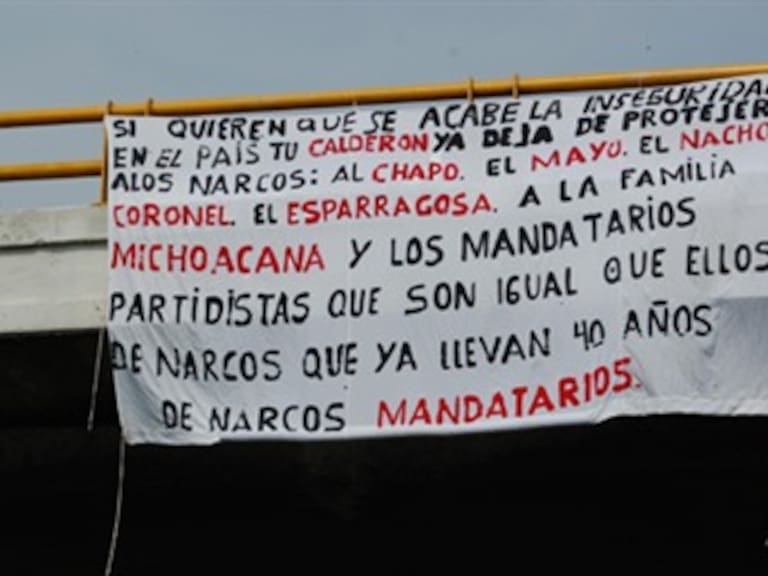 SI QUIEREN QUE SE ACABE LA INSEGURIDAD
EN EL PAIS TU CALDERON YA DEJA DE PROTEJER
ALOS NARCOS: AL CHAPO. EL MAYO. EL NACHO
CORONEL. EL ESPARRAGOSA. A LA FAMILIA
MICHOACANA Y LOS MANDATARIOS
PARTIDISTAS QUE SON IGUAL QUE ELLOS
DE NARCOS QUE YA LLEVAN 40 AÑOS
DE NARCOS MANDATARIOS.